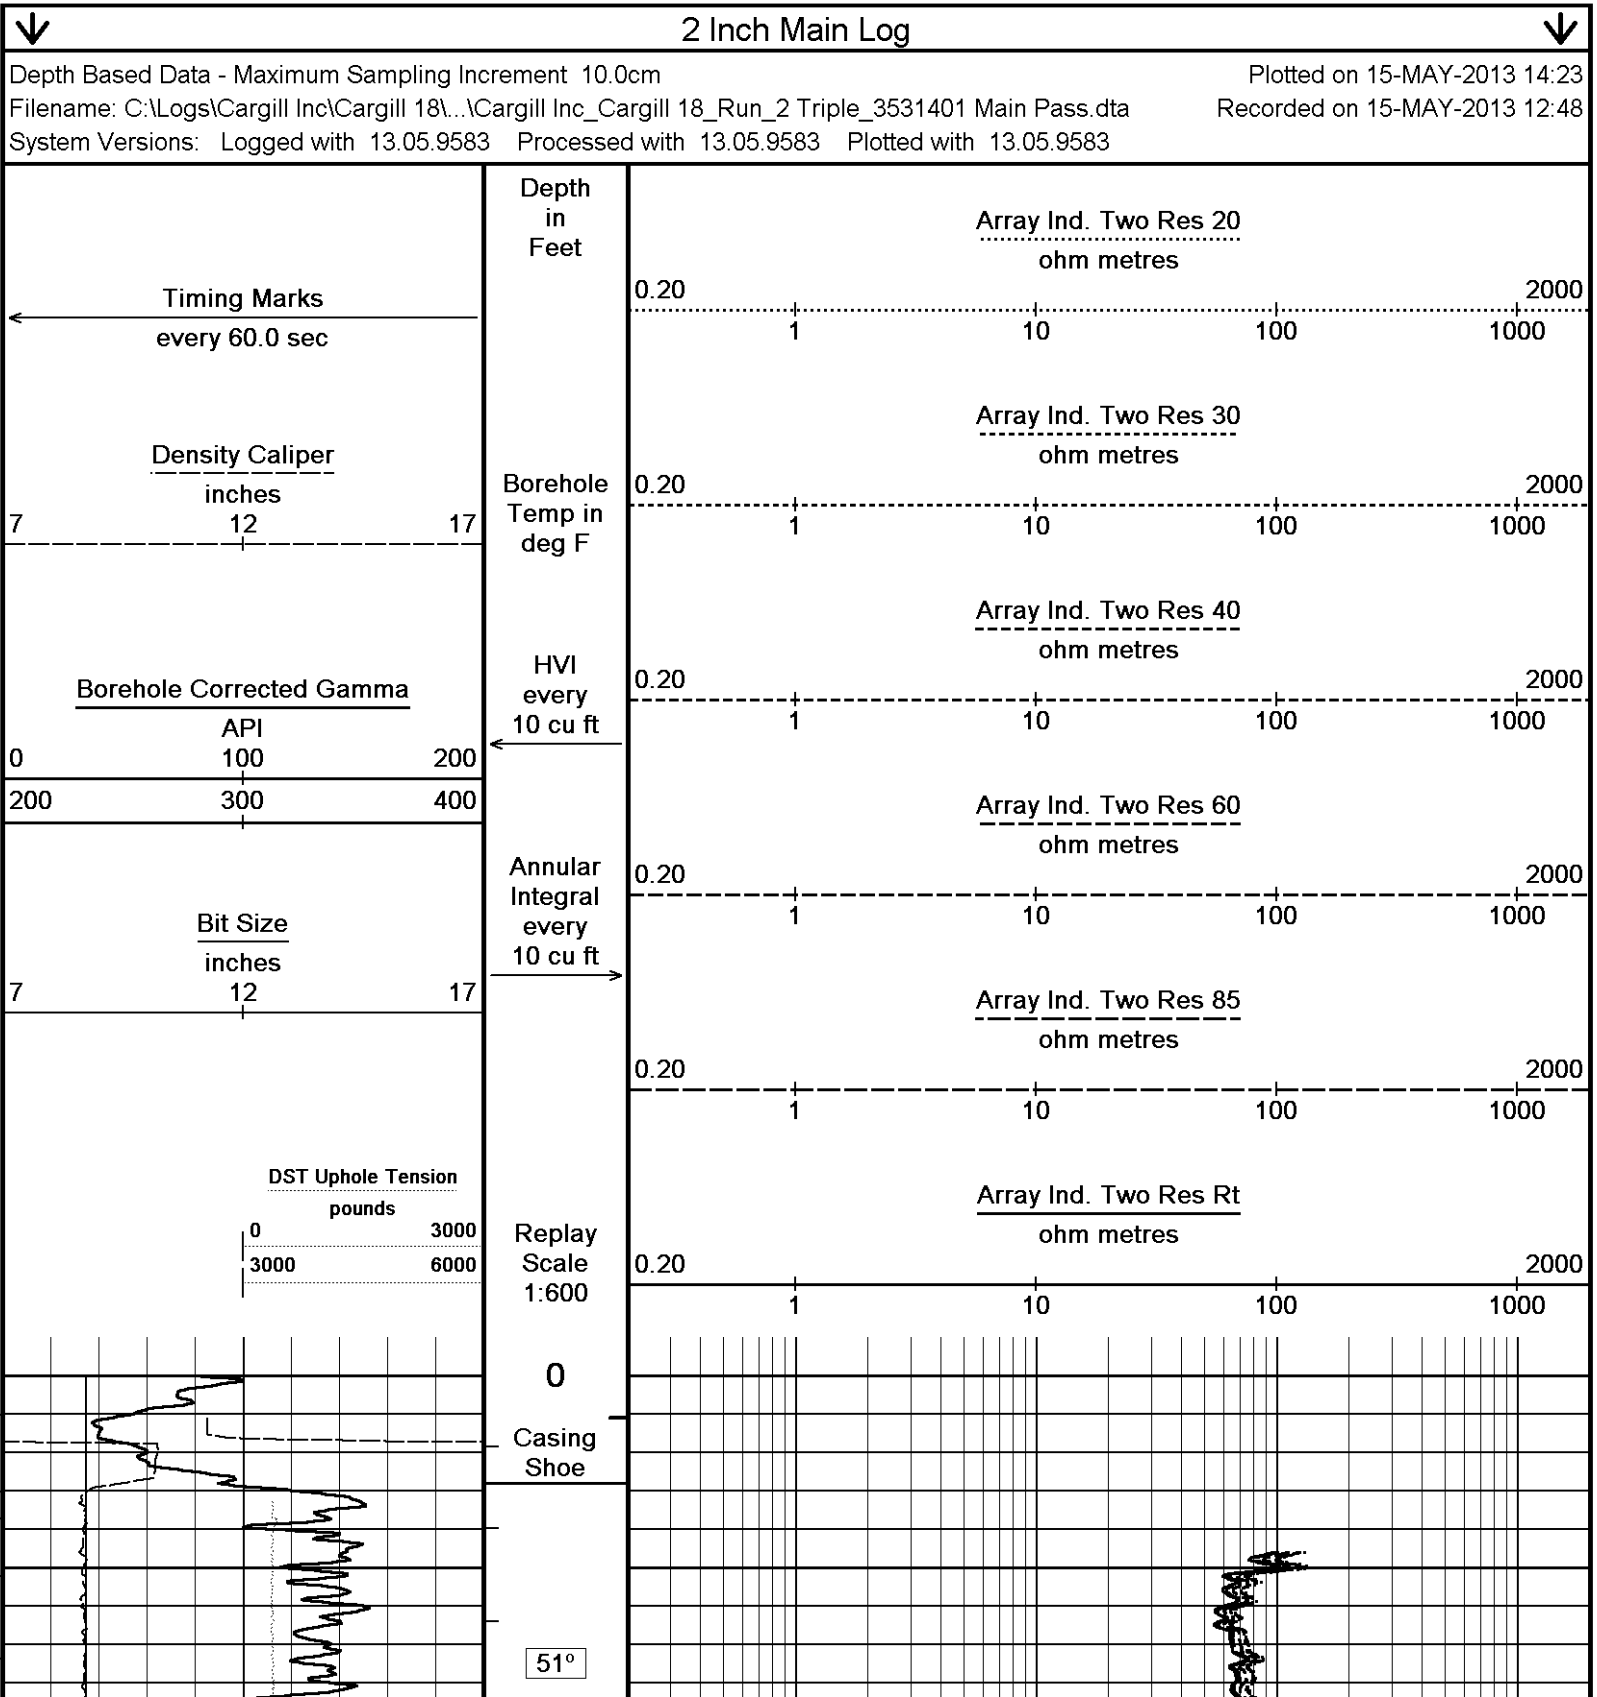 2 Inch Main Log
Depth Based Data - Maximum Sampling Increment 10.0cm
Plotted on 15-MAY-2013 14:23
Filename: C:\Logs\Cargill Inc\Cargill 18\...\Cargill Inc_Cargill 18_Run_2 Triple_3531401 Main Pass.dta
Recorded on 15-MAY-2013 12:48
System Versions: Logged with 13.05.9583 Processed with 13.05.9583 Plotted with 13.05.9583
Timing Marks
every 60.0 sec
Density Caliper
inches
7 12 17
Borehole Corrected Gamma
API
0 100 200
200 300 400
Bit Size
inches
7 12 17
DST Uphole Tension
pounds
0 3000
3000 6000
Depth
in
Feet
Borehole
Temp in
deg F
HVI
every
10 cu ft
Annular
Integral
every
10 cu ft
Replay
Scale
1:600
0
Casing
Shoe
51°
Array Ind. Two Res 20
ohm metres
0.20 2000
1 10 100 1000
Array Ind. Two Res 30
ohm metres
0.20 2000
1 10 100 1000
Array Ind. Two Res 40
ohm metres
0.20 2000
1 10 100 1000
Array Ind. Two Res 60
ohm metres
0.20 2000
1 10 100 1000
Array Ind. Two Res 85
ohm metres
0.20 2000
1 10 100 1000
Array Ind. Two Res Rt
ohm metres
0.20 2000
1 10 100 1000